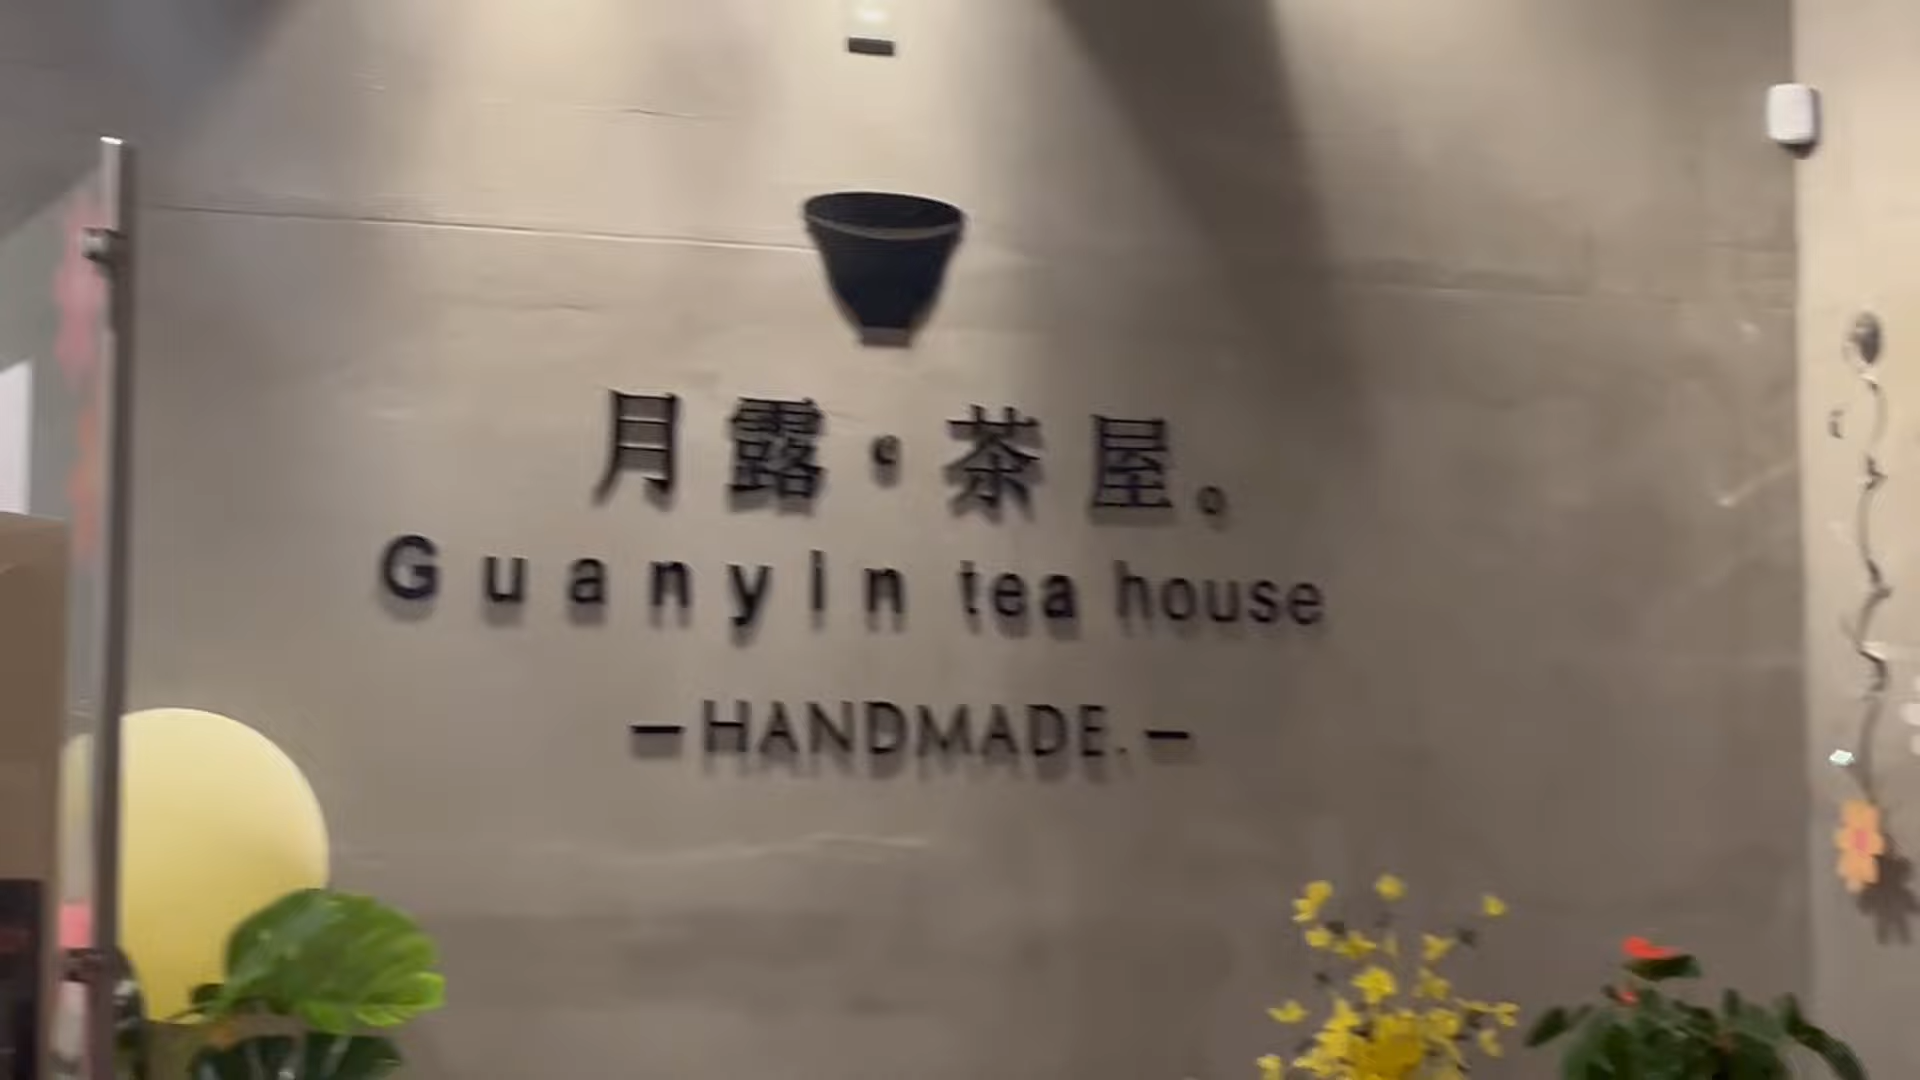 月露·茶屋。
Guanyin tea house
—HANDMADE.—